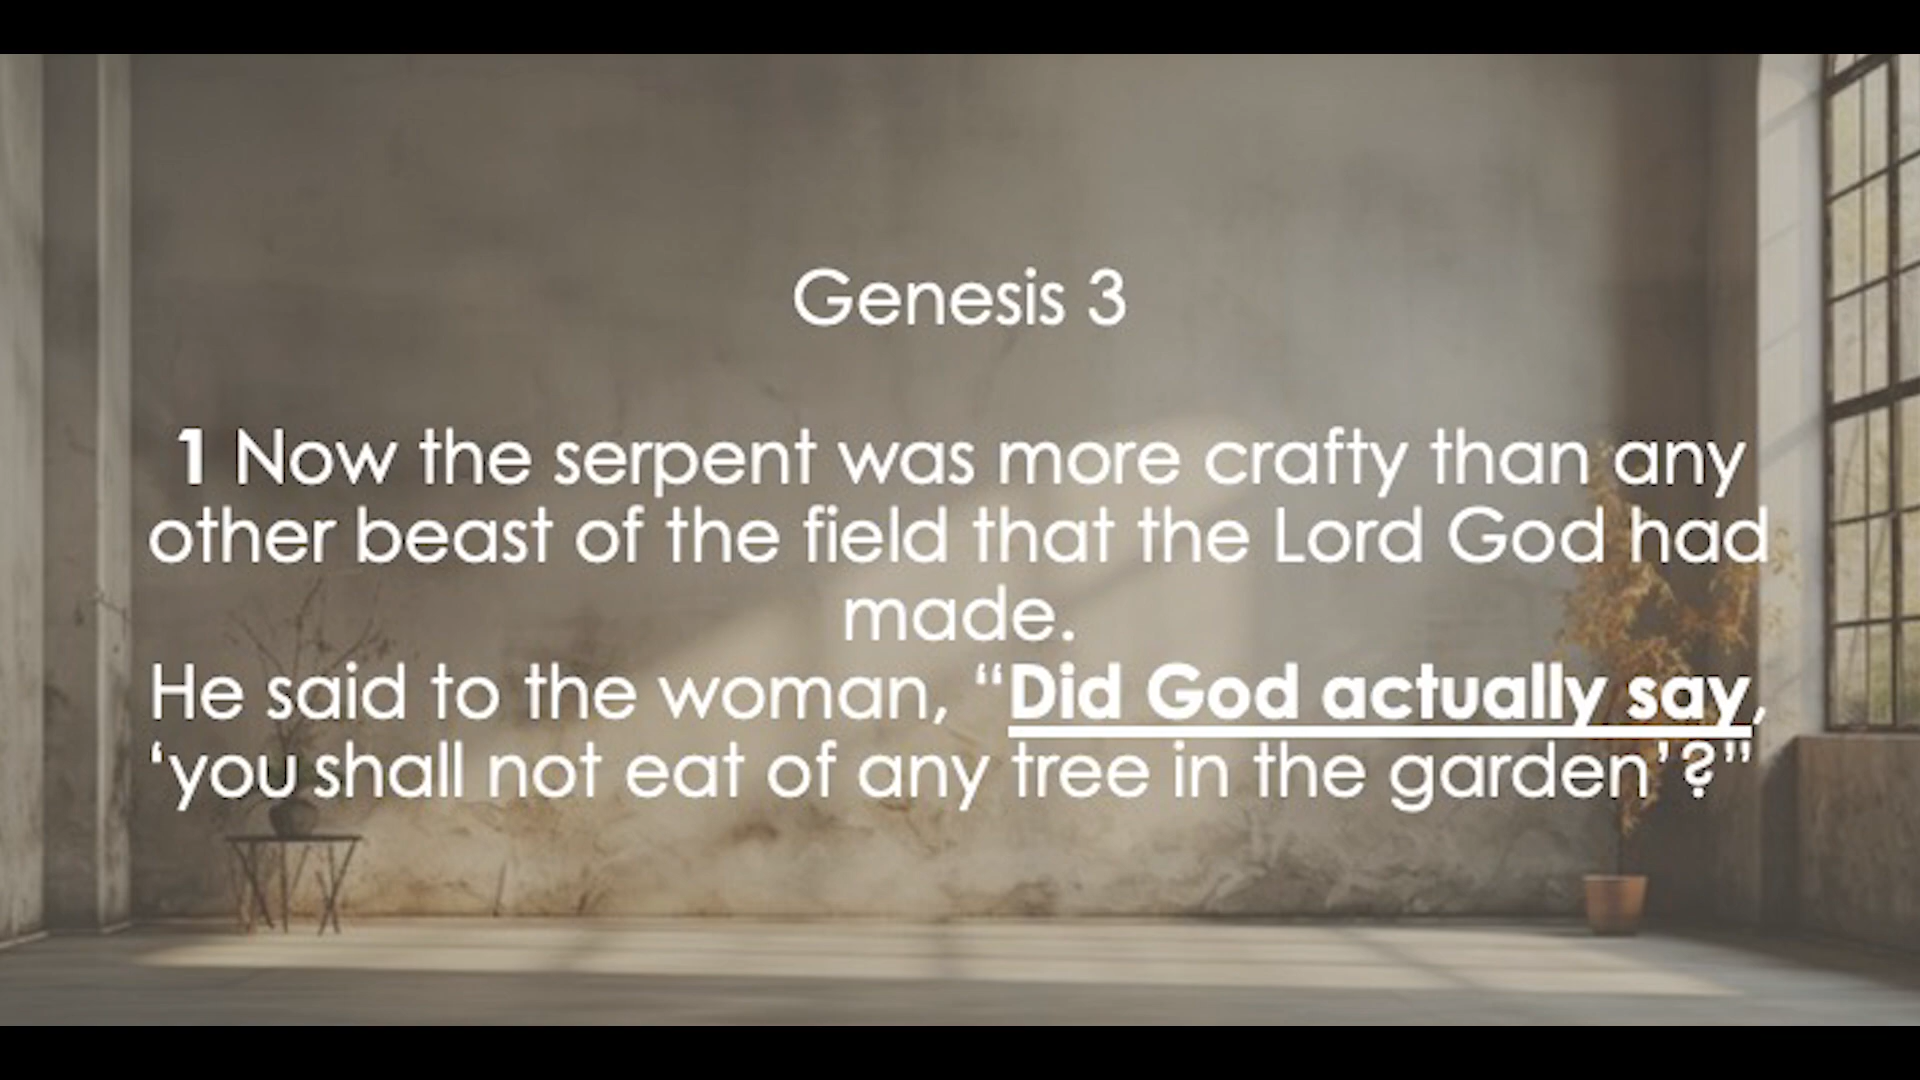 Genesis 3
1 Now the serpent was more crafty than any
other beast of the field that the Lord God had
made.
He said to the woman, “Did God actually say,
‘you shall not eat of any tree in the garden’?”